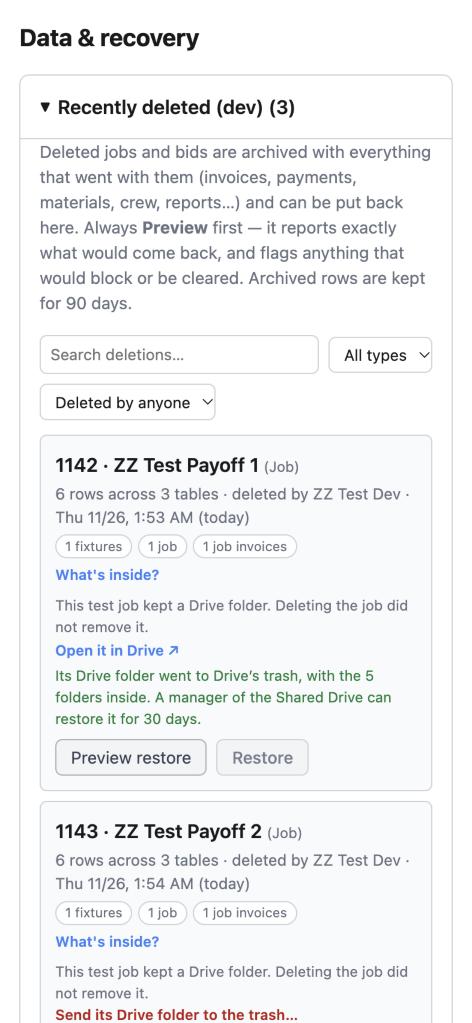 Data & recovery
▼ Recently deleted (dev) (3)
Deleted jobs and bids are archived with everything
that went with them (invoices, payments,
materials, crew, reports…) and can be put back
here. Always Preview first — it reports exactly
what would come back, and flags anything that
would block or be cleared. Archived rows are kept
for 90 days.
Search deletions…
All types
Deleted by anyone
1142 · ZZ Test Payoff 1 (Job)
6 rows across 3 tables · deleted by ZZ Test Dev ·
Thu 11/26, 1:53 AM (today)
1 fixtures
1 job
1 job invoices
What's inside?
This test job kept a Drive folder. Deleting the job did
not remove it.
Open it in Drive ↗
Its Drive folder went to Drive’s trash, with the 5
folders inside. A manager of the Shared Drive can
restore it for 30 days.
Preview restore
Restore
1143 · ZZ Test Payoff 2 (Job)
6 rows across 3 tables · deleted by ZZ Test Dev ·
Thu 11/26, 1:54 AM (today)
1 fixtures
1 job
1 job invoices
What's inside?
This test job kept a Drive folder. Deleting the job did
not remove it.
Send its Drive folder to the trash…